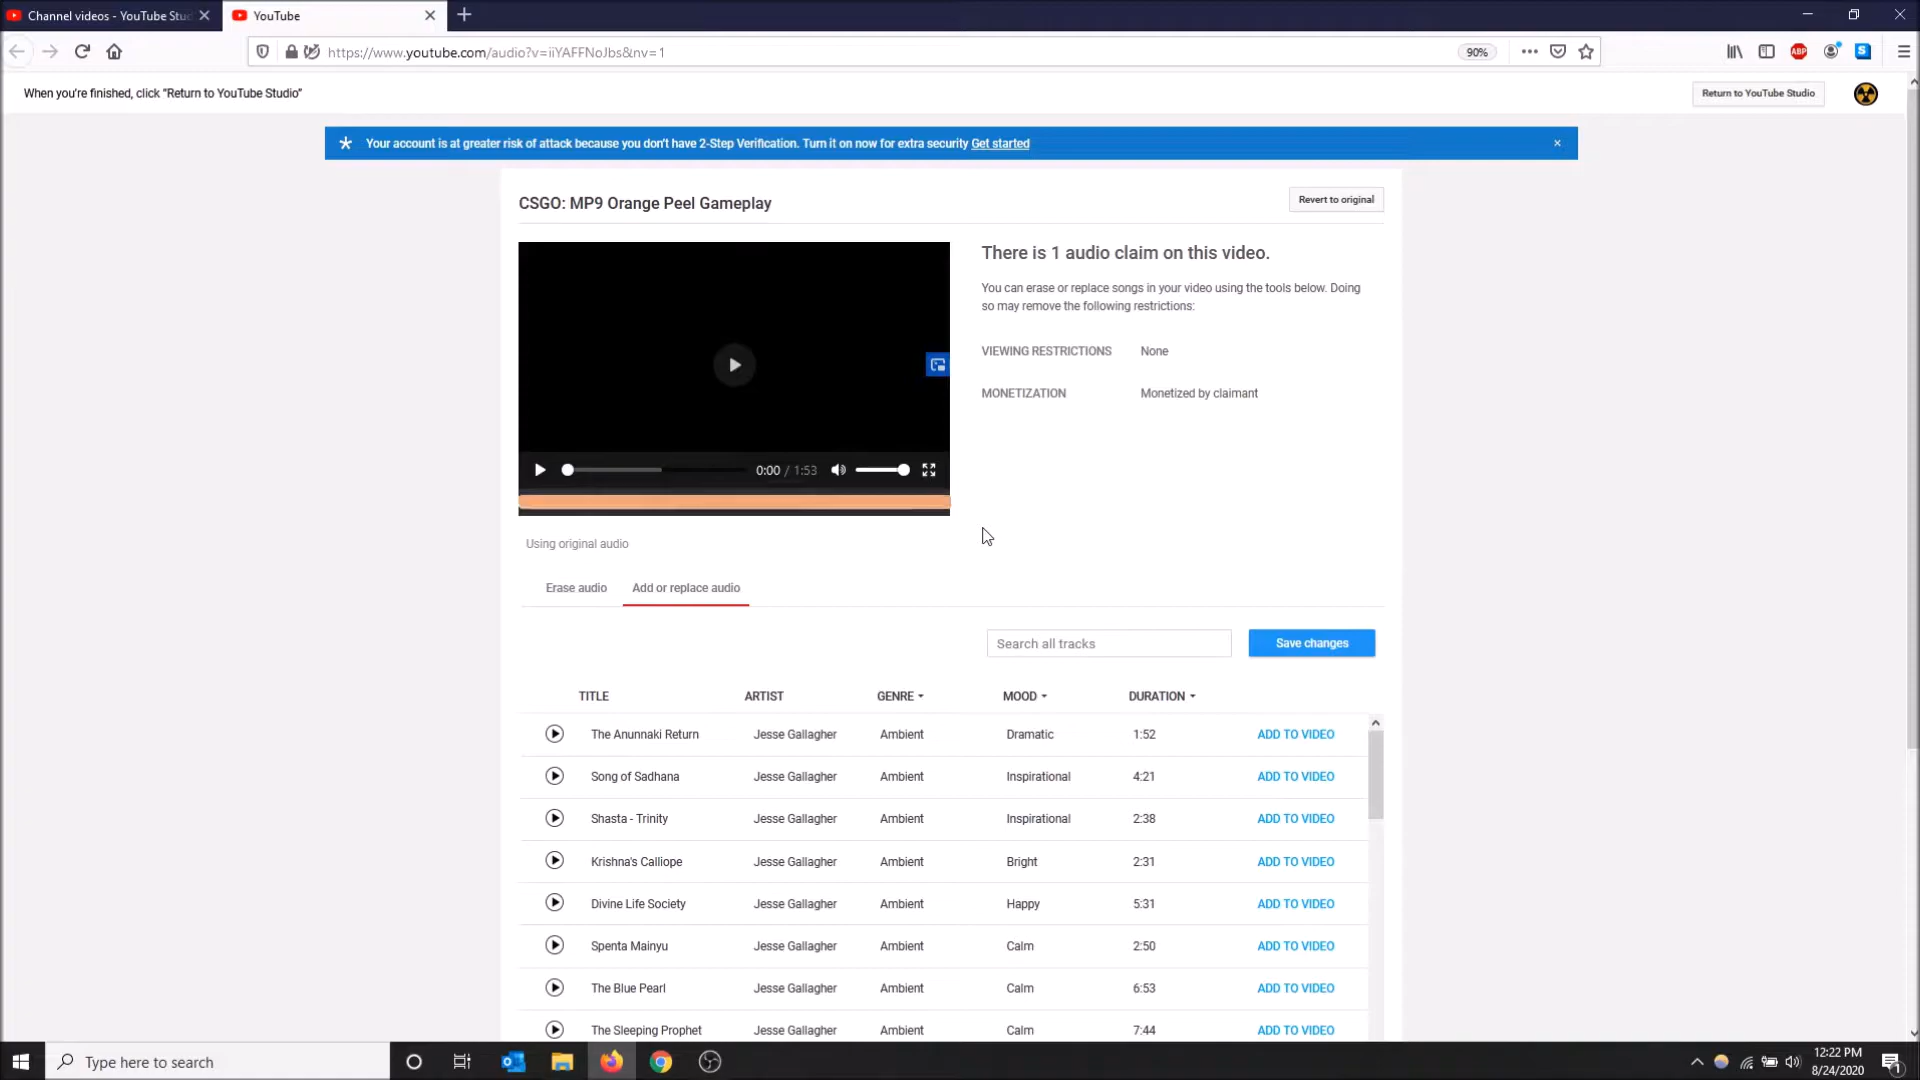 Channel videos - YouTube Stu
YouTube
https://www.youtube.com/audio?v=iiYAFFNoJbs&nv=1
90%
ABP
S
When you're finished, click "Return to YouTube Studio"
Return to YouTube Studio
Your account is at greater risk of attack because you don't have 2-Step Verification. Turn it on now for extra security Get started
CSGO: MP9 Orange Peel Gameplay
Revert to original
There is 1 audio claim on this video.
You can erase or replace songs in your video using the tools below. Doing
so may remove the following restrictions:
VIEWING RESTRICTIONS None
MONETIZATION Monetized by claimant
0:00 / 1:53
Using original audio
Erase audio Add or replace audio
Search all tracks Save changes
TITLE ARTIST GENRE MOOD DURATION
The Anunnaki Return Jesse Gallagher Ambient Dramatic 1:52 ADD TO VIDEO
Song of Sadhana Jesse Gallagher Ambient Inspirational 4:21 ADD TO VIDEO
Shasta - Trinity Jesse Gallagher Ambient Inspirational 2:38 ADD TO VIDEO
Krishna's Calliope Jesse Gallagher Ambient Bright 2:31 ADD TO VIDEO
Divine Life Society Jesse Gallagher Ambient Happy 5:31 ADD TO VIDEO
Spenta Mainyu Jesse Gallagher Ambient Calm 2:50 ADD TO VIDEO
The Blue Pearl Jesse Gallagher Ambient Calm 6:53 ADD TO VIDEO
The Sleeping Prophet Jesse Gallagher Ambient Calm 7:44 ADD TO VIDEO
Type here to search
12:22 PM
8/24/2020
1